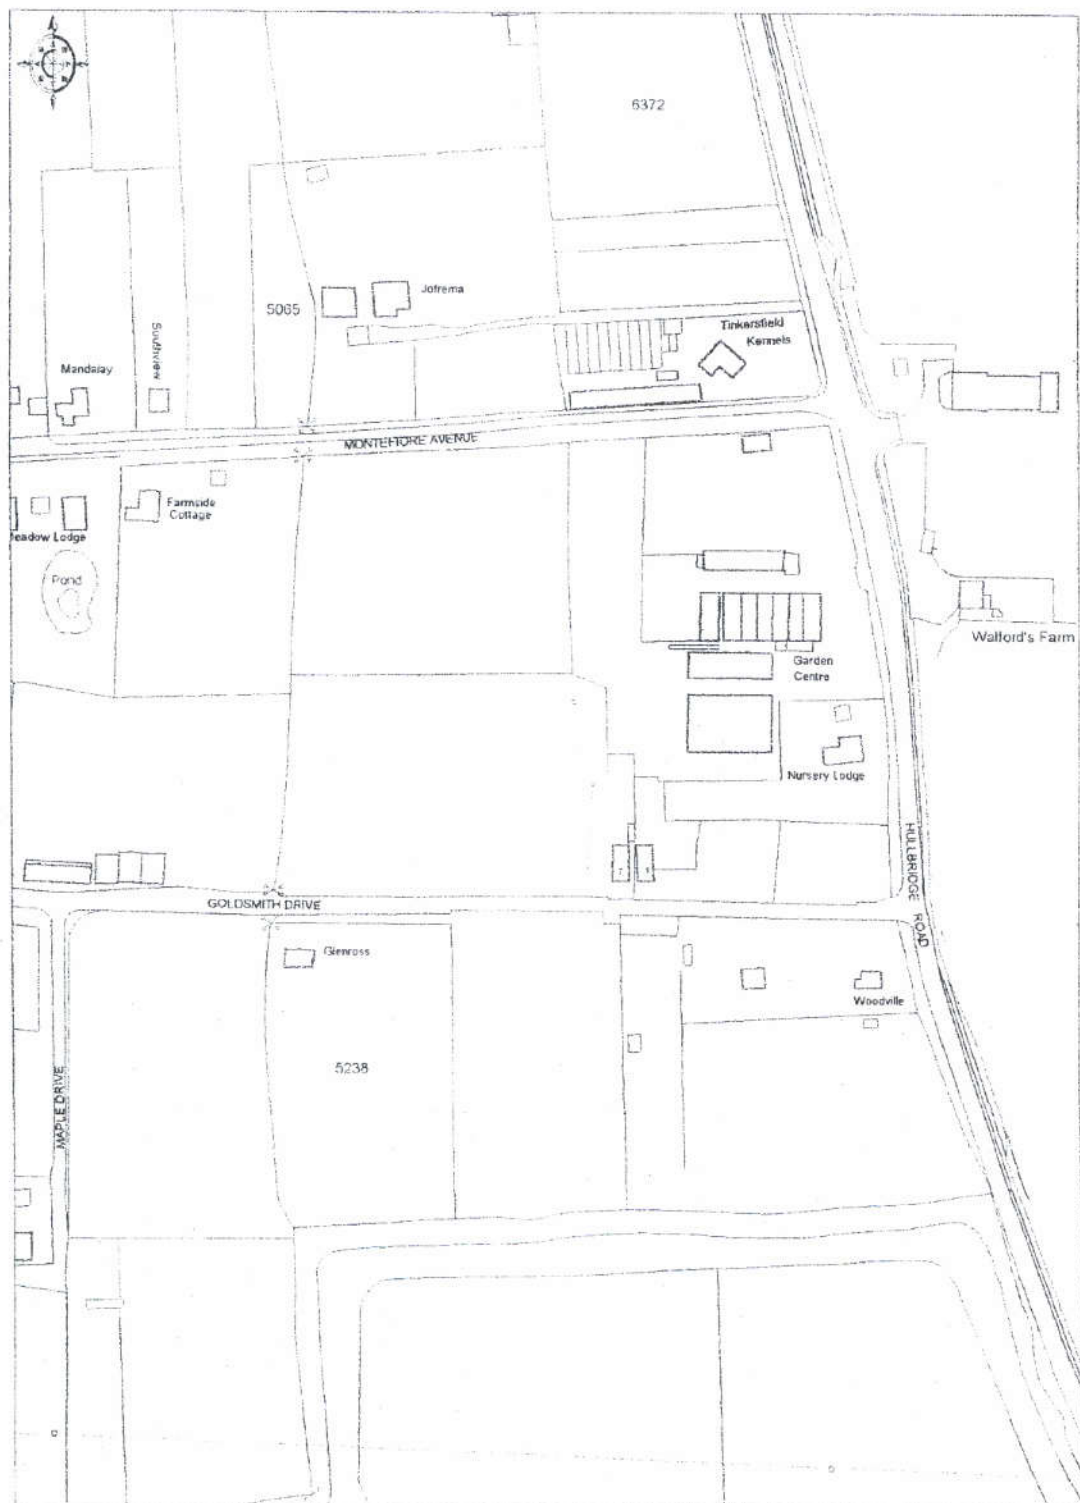 6372
5065
Jofrema
Tinkersfield
Kennels
Southview
Mandalay
MONTEFIORE AVENUE
Farmside
Cottage
Meadow Lodge
Pond
Walford's Farm
Garden
Centre
Nursery Lodge
HULLBRIDGE ROAD
GOLDSMITH DRIVE
Glenross
Woodville
5238
MAPLE DRIVE